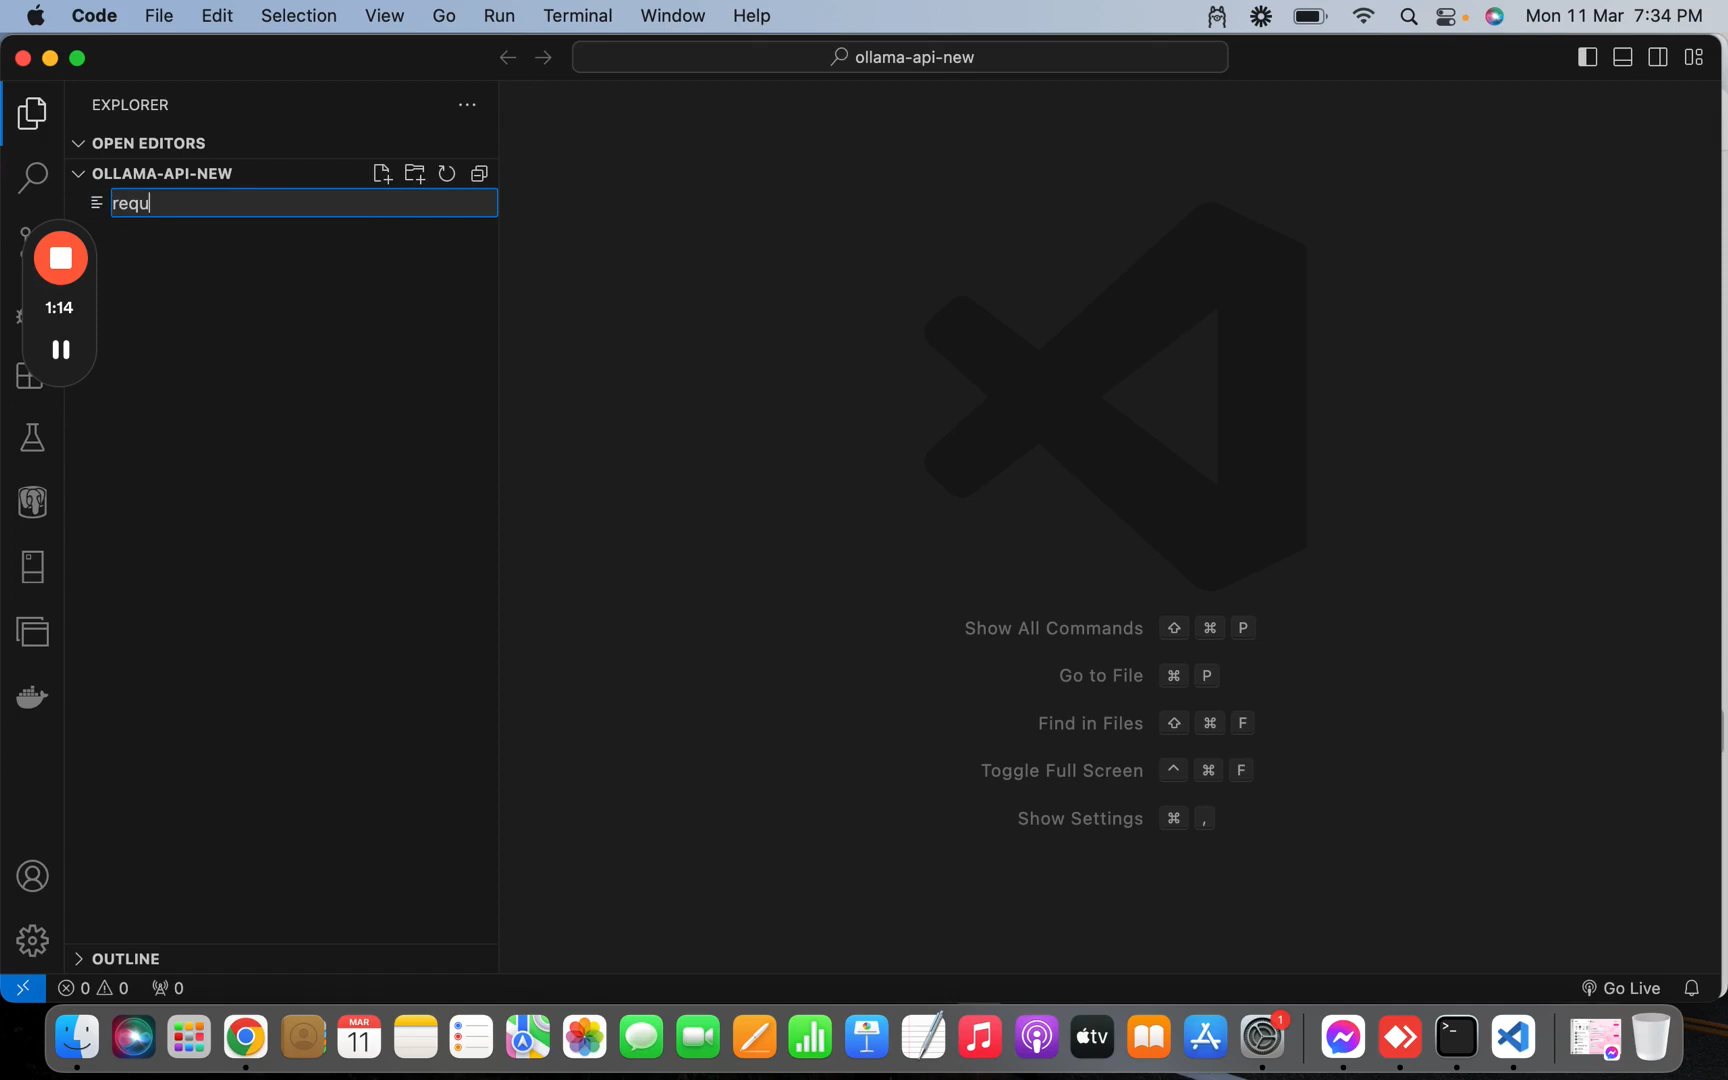 Code File Edit Selection View Go Run Terminal Window Help Mon 11 Mar 7:34 PM
ollama-api-new
EXPLORER
OPEN EDITORS
OLLAMA-API-NEW
requ
1:14
Show All Commands ⇧ ⌘ P
Go to File ⌘ P
Find in Files ⇧ ⌘ F
Toggle Full Screen ^ ⌘ F
Show Settings ⌘ ,
OUTLINE
0 0 0 Go Live
MAR
11
tv
1
>_